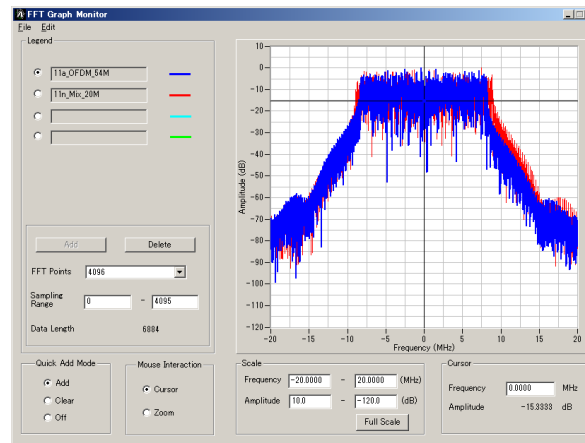 FFT Graph Monitor
File Edit
Legend
11a_OFDM_54M
11n_Mix_20M
Add Delete
FFT Points 4096
Sampling Range 0 - 4095
Data Length 6884
Quick Add Mode
Add
Clear
Off
Mouse Interaction
Cursor
Zoom
Amplitude (dB)
10
0
-10
-20
-30
-40
-50
-60
-70
-80
-90
-100
-110
-120
-20 -15 -10 -5 0 5 10 15 20
Frequency (MHz)
Scale
Frequency -20.0000 - 20.0000 (MHz)
Amplitude 10.0 - -120.0 (dB)
Full Scale
Cursor
Frequency 0.0000 MHz
Amplitude -15.3333 dB